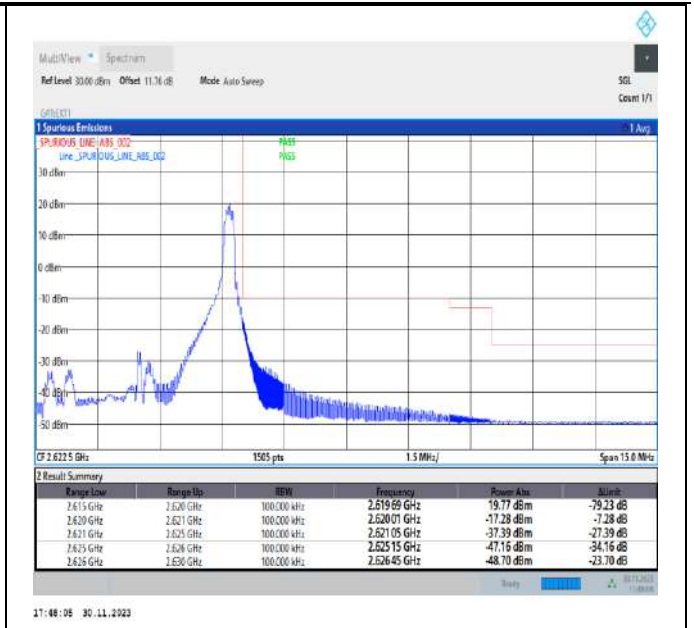 MultiView Spectrum
Ref Level 30.00 dBm Offset 11.76 dB Mode Auto Sweep SGL
Count 1/1
1 Spurious Emissions 1 Avg
SPURIOUS_LINE_ABS_002 PASS
Line _SPURIOUS_LINE_ABS_002 PASS
30 dBm
20 dBm
10 dBm
0 dBm
-10 dBm
-20 dBm
-30 dBm
-40 dBm
-50 dBm
CF 2.6225 GHz 1505 pts 1.5 MHz/ Span 15.0 MHz
2 Result Summary
Range Low Range Up RBW Frequency Power Abs ΔLimit
2.615 GHz 2.620 GHz 100.000 kHz 2.61969 GHz 19.77 dBm -79.23 dB
2.620 GHz 2.621 GHz 100.000 kHz 2.62001 GHz -17.28 dBm -7.28 dB
2.621 GHz 2.625 GHz 100.000 kHz 2.62105 GHz -37.39 dBm -27.39 dB
2.625 GHz 2.626 GHz 100.000 kHz 2.62515 GHz -47.16 dBm -34.16 dB
2.626 GHz 2.630 GHz 100.000 kHz 2.62645 GHz -48.70 dBm -23.70 dB
Ready
17:48:05 30.11.2023